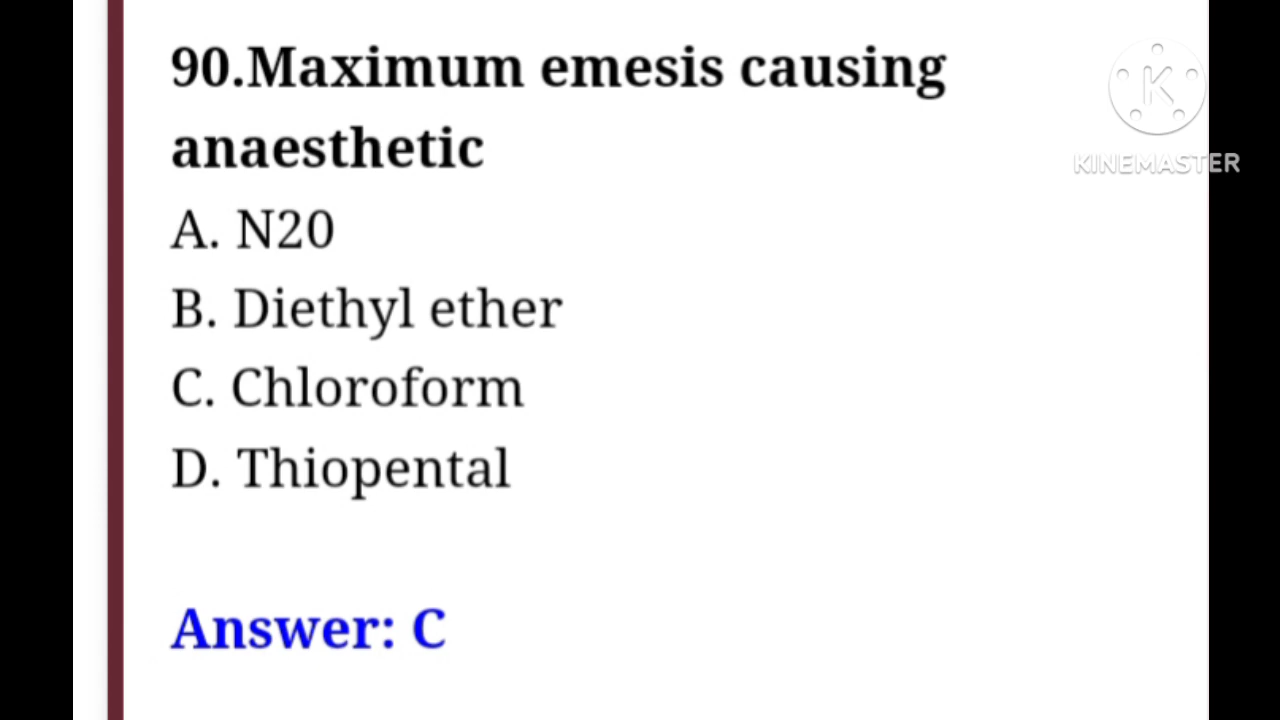 90.Maximum emesis causing
anaesthetic
A. N20
B. Diethyl ether
C. Chloroform
D. Thiopental
Answer: C
K
KINEMASTER